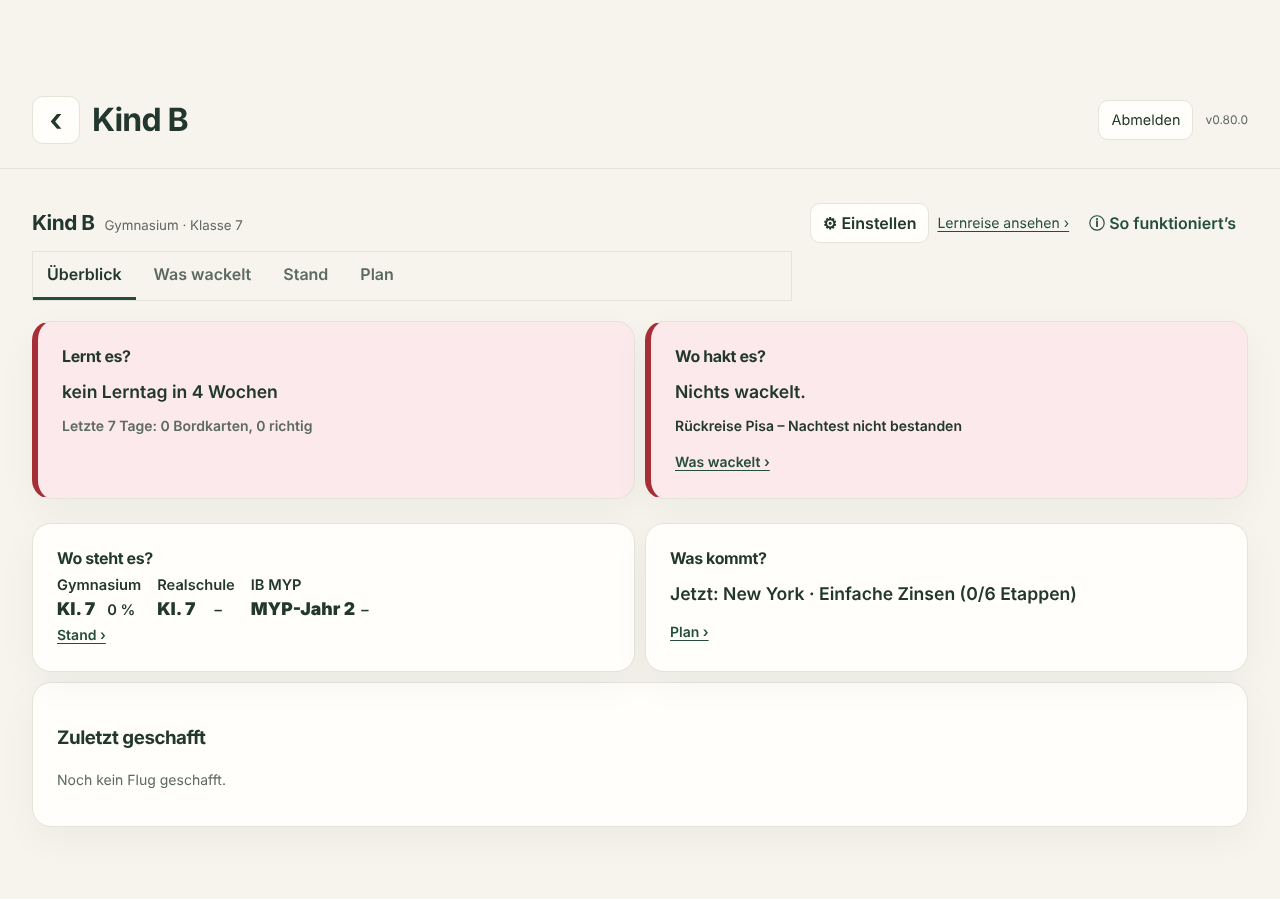 ‹ Kind B
Abmelden v0.80.0
Kind B Gymnasium · Klasse 7
⚙ Einstellen Lernreise ansehen › ⓘ So funktioniert’s
Überblick Was wackelt Stand Plan
Lernt es?
kein Lerntag in 4 Wochen
Letzte 7 Tage: 0 Bordkarten, 0 richtig
Wo hakt es?
Nichts wackelt.
Rückreise Pisa – Nachtest nicht bestanden
Was wackelt ›
Wo steht es?
Gymnasium Realschule IB MYP
Kl. 7 0 % Kl. 7 – MYP-Jahr 2 –
Stand ›
Was kommt?
Jetzt: New York · Einfache Zinsen (0/6 Etappen)
Plan ›
Zuletzt geschafft
Noch kein Flug geschafft.